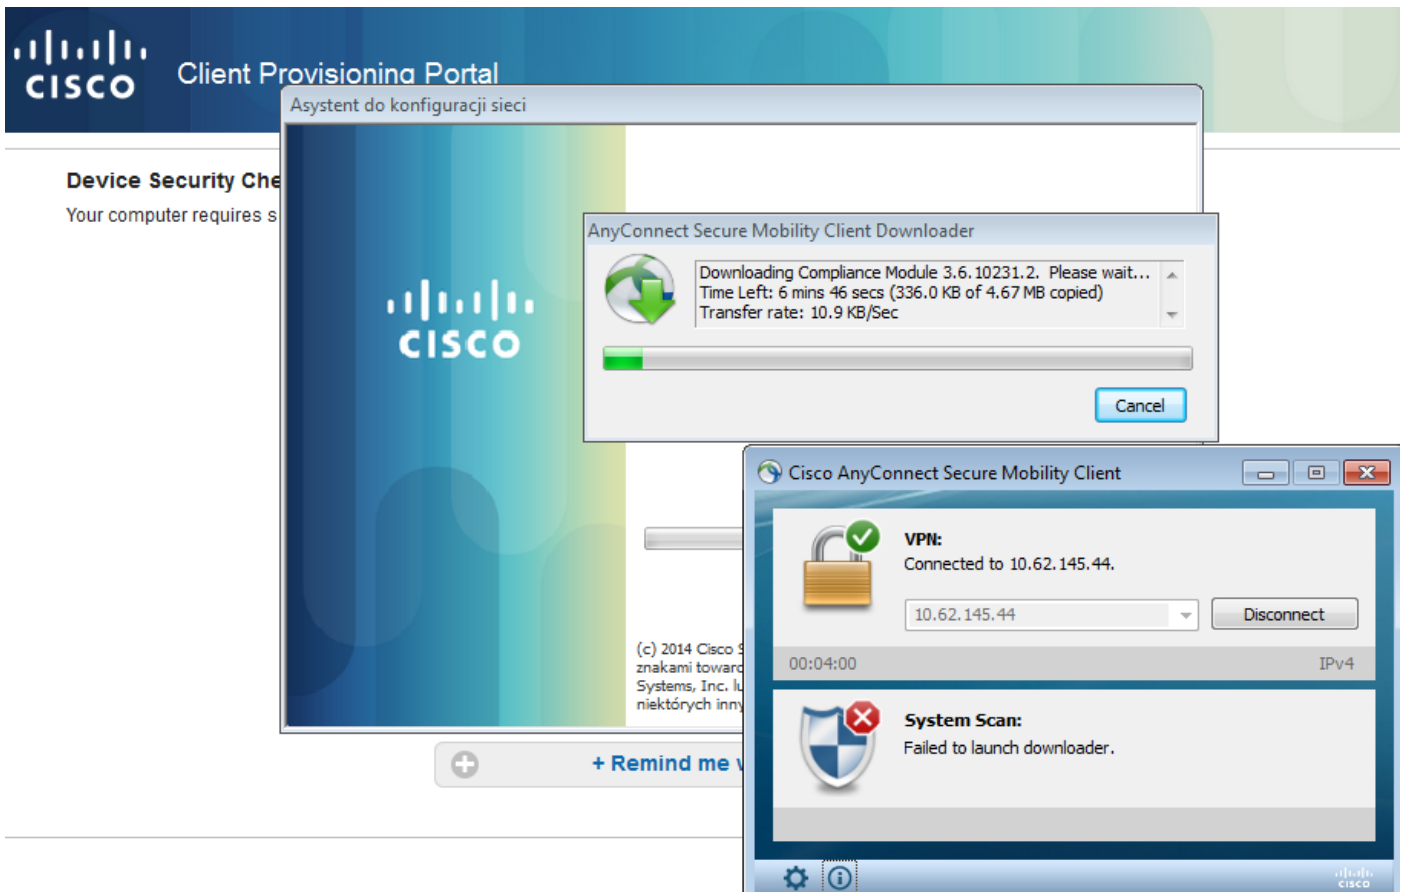 CISCO
Client Provisioning Portal
Asystent do konfiguracji sieci
Device Security Che
Your computer requires s
AnyConnect Secure Mobility Client Downloader
Downloading Compliance Module 3.6.10231.2. Please wait...
Time Left: 6 mins 46 secs (336.0 KB of 4.67 MB copied)
Transfer rate: 10.9 KB/Sec
CISCO
Cancel
Cisco AnyConnect Secure Mobility Client
VPN:
Connected to 10.62.145.44.
10.62.145.44
Disconnect
00:04:00
IPv4
(c) 2014 Cisco S
znakami towaro
Systems, Inc. lu
niektórych inny
System Scan:
Failed to launch downloader.
+ Remind me w
CISCO